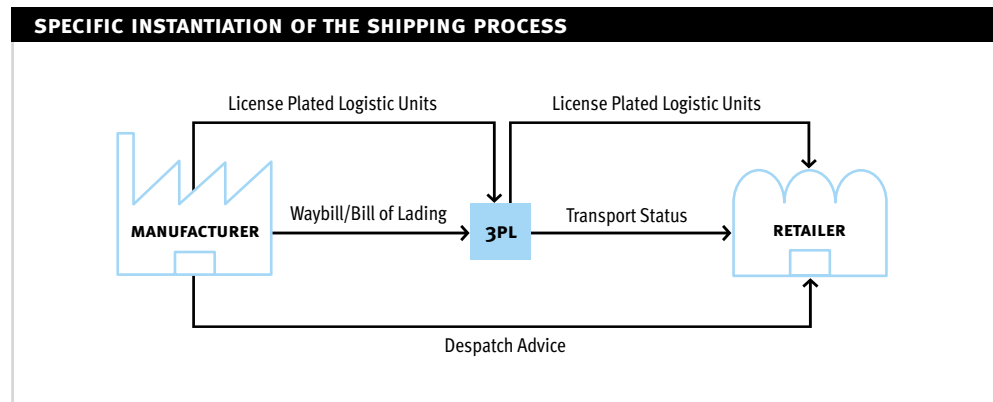 SPECIFIC INSTANTIATION OF THE SHIPPING PROCESS
License Plated Logistic Units
License Plated Logistic Units
Waybill/Bill of Lading
Transport Status
MANUFACTURER
3PL
RETAILER
Despatch Advice